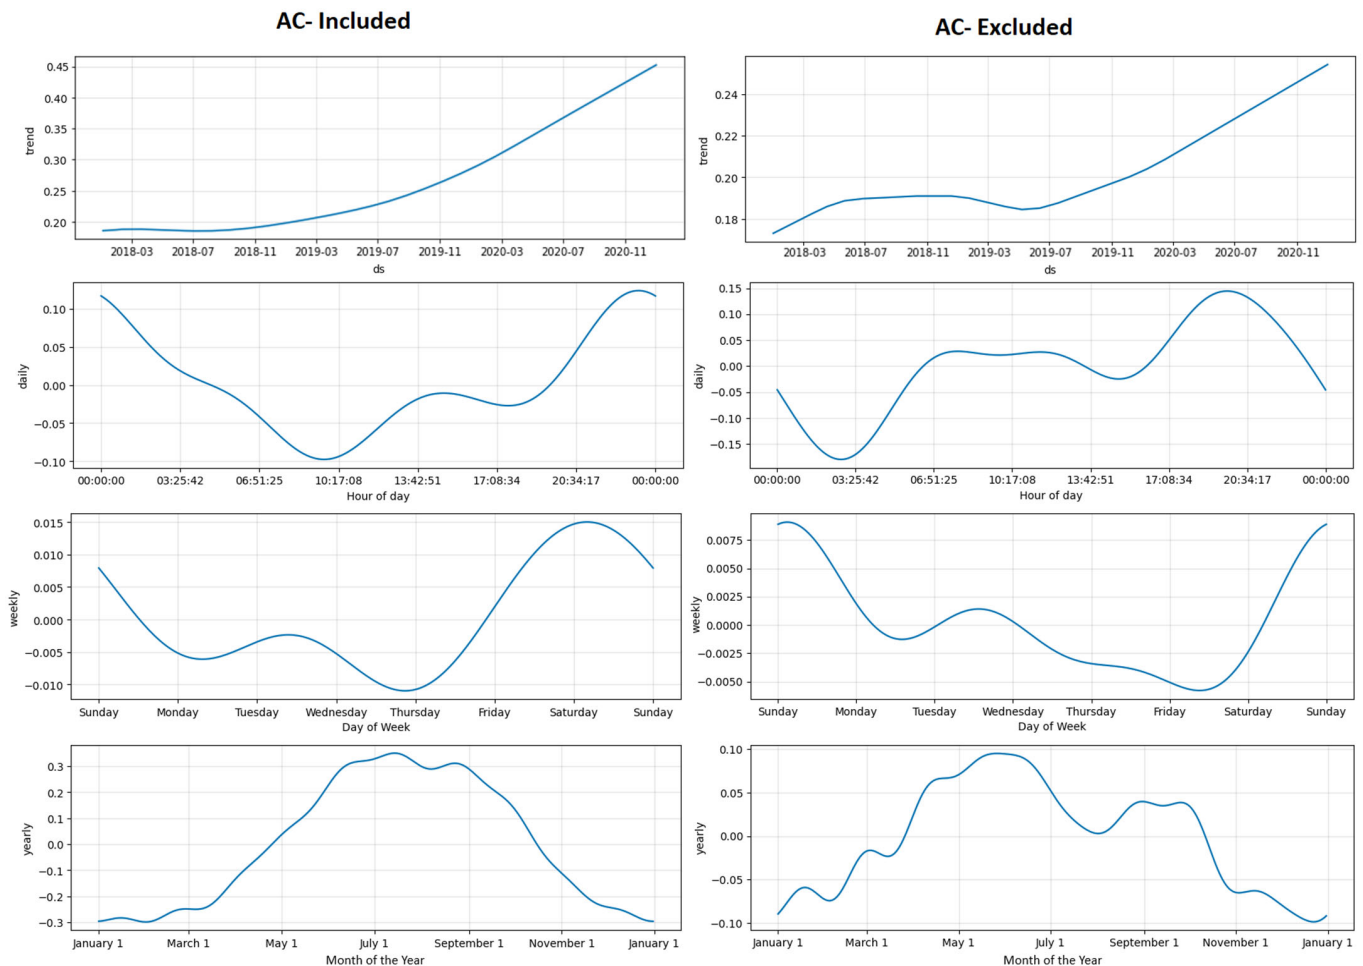 AC- Included
AC- Excluded
trend
0.45
0.40
0.35
0.30
0.25
0.20
2018-03 2018-07 2018-11 2019-03 2019-07 2019-11 2020-03 2020-07 2020-11
ds
trend
0.24
0.22
0.20
0.18
2018-03 2018-07 2018-11 2019-03 2019-07 2019-11 2020-03 2020-07 2020-11
ds
daily
0.10
0.05
0.00
−0.05
−0.10
00:00:00 03:25:42 06:51:25 10:17:08 13:42:51 17:08:34 20:34:17 00:00:00
Hour of day
daily
0.15
0.10
0.05
0.00
−0.05
−0.10
−0.15
00:00:00 03:25:42 06:51:25 10:17:08 13:42:51 17:08:34 20:34:17 00:00:00
Hour of day
weekly
0.015
0.010
0.005
0.000
−0.005
−0.010
Sunday Monday Tuesday Wednesday Thursday Friday Saturday Sunday
Day of Week
weekly
0.0075
0.0050
0.0025
0.0000
−0.0025
−0.0050
Sunday Monday Tuesday Wednesday Thursday Friday Saturday Sunday
Day of Week
yearly
0.3
0.2
0.1
0.0
−0.1
−0.2
−0.3
January 1 March 1 May 1 July 1 September 1 November 1 January 1
Month of the Year
yearly
0.10
0.05
0.00
−0.05
−0.10
January 1 March 1 May 1 July 1 September 1 November 1 January 1
Month of the Year